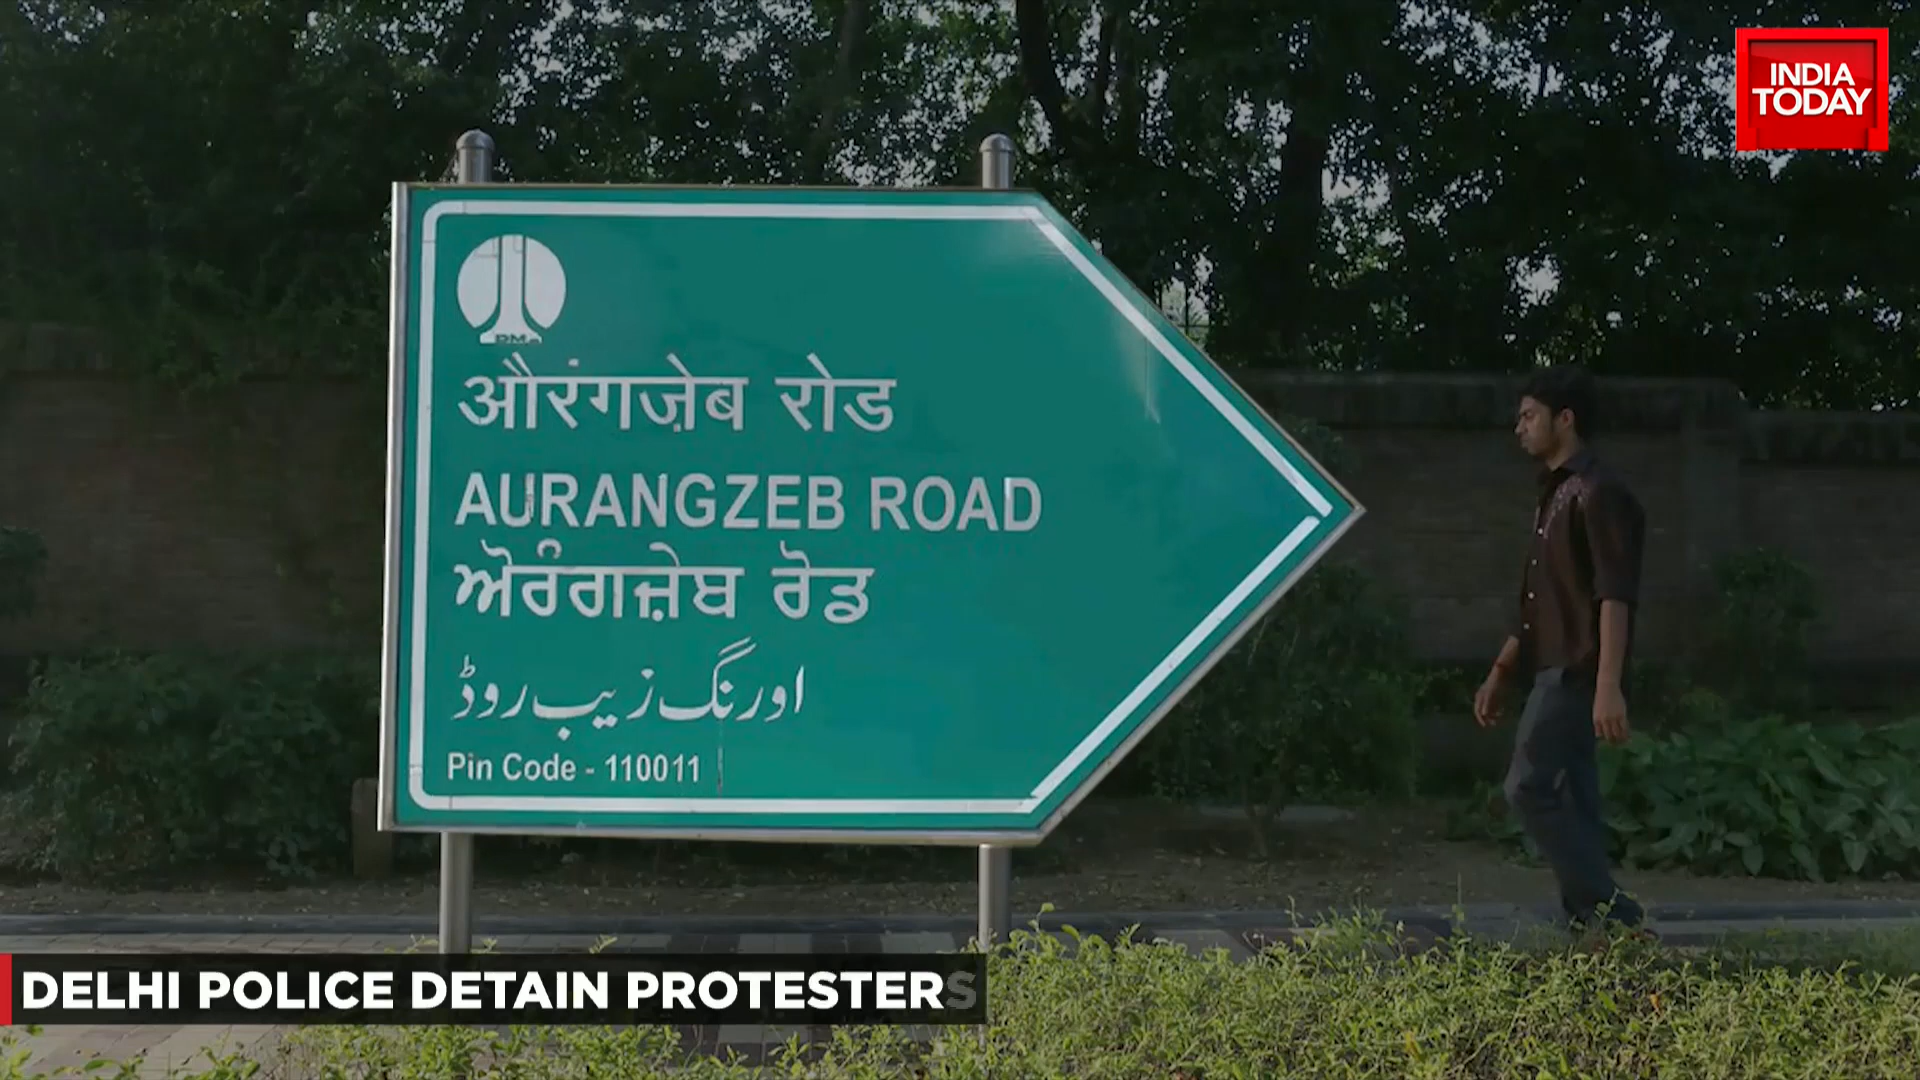 INDIA
TODAY
औरंगज़ेब रोड
AURANGZEB ROAD
ਔਰੰਗਜ਼ੇਬ ਰੋਡ
اورنگ زیب روڈ
Pin Code - 110011
DELHI POLICE DETAIN PROTESTERS